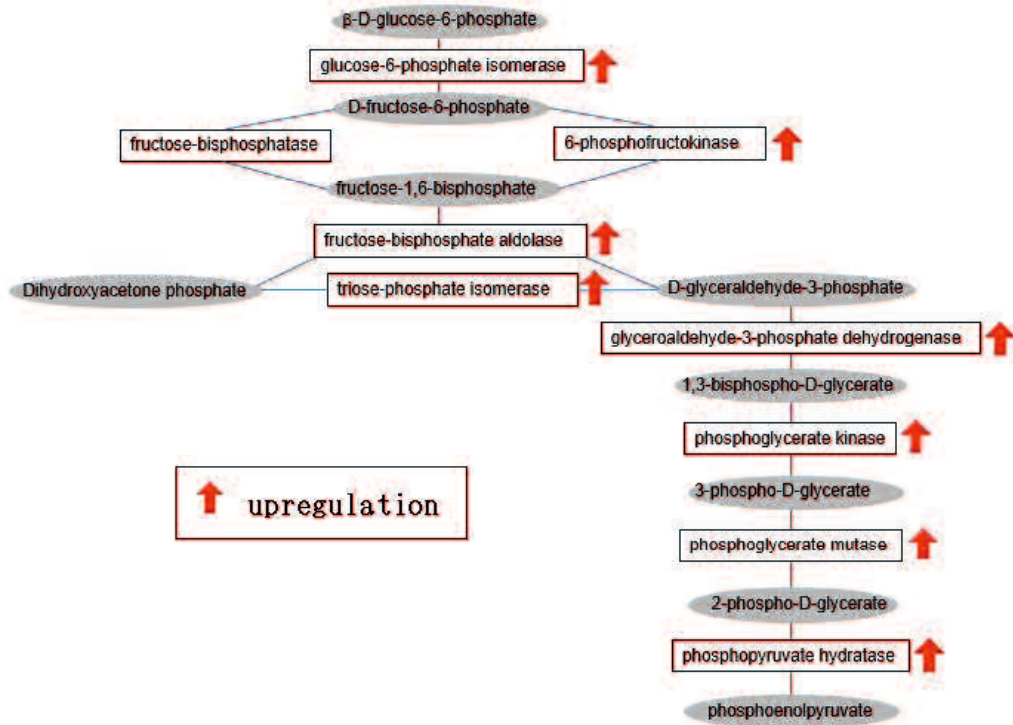 β-D-glucose-6-phosphate
glucose-6-phosphate isomerase
D-fructose-6-phosphate
fructose-bisphosphatase
6-phosphofructokinase
fructose-1,6-bisphosphate
fructose-bisphosphate aldolase
Dihydroxyacetone phosphate
triose-phosphate isomerase
D-glyceraldehyde-3-phosphate
glyceroaldehyde-3-phosphate dehydrogenase
1,3-bisphospho-D-glycerate
phosphoglycerate kinase
3-phospho-D-glycerate
upregulation
phosphoglycerate mutase
2-phospho-D-glycerate
phosphopyruvate hydratase
phosphoenolpyruvate